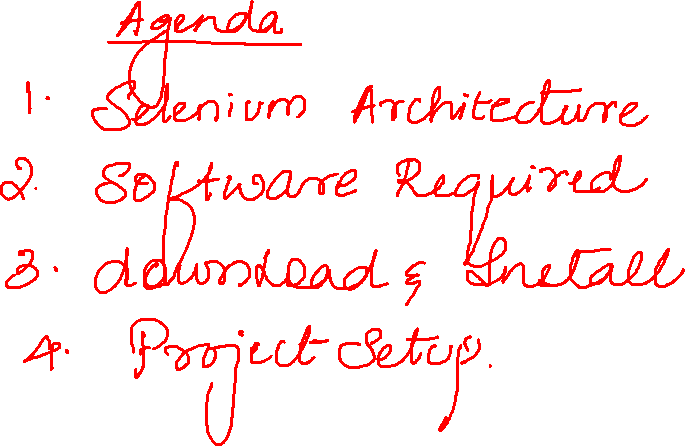 Agenda
1. Selenium Architecture
2. Software Required
3. download & Install
4. Project Setup.